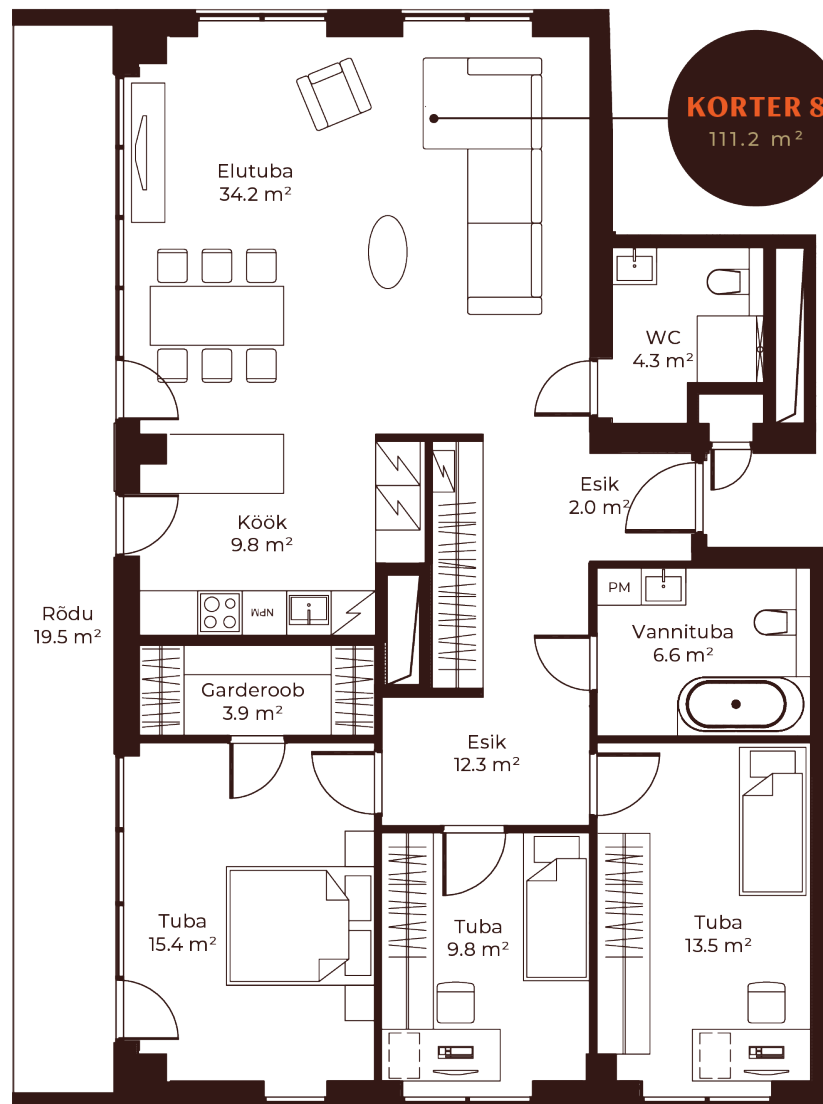 KORTER 8
111.2 m²
Elutuba
34.2 m²
WC
4.3 m²
Esik
2.0 m²
Köök
9.8 m²
NPM
PM
Rõdu
19.5 m²
Vannituba
6.6 m²
Garderoob
3.9 m²
Esik
12.3 m²
Tuba
15.4 m²
Tuba
9.8 m²
Tuba
13.5 m²